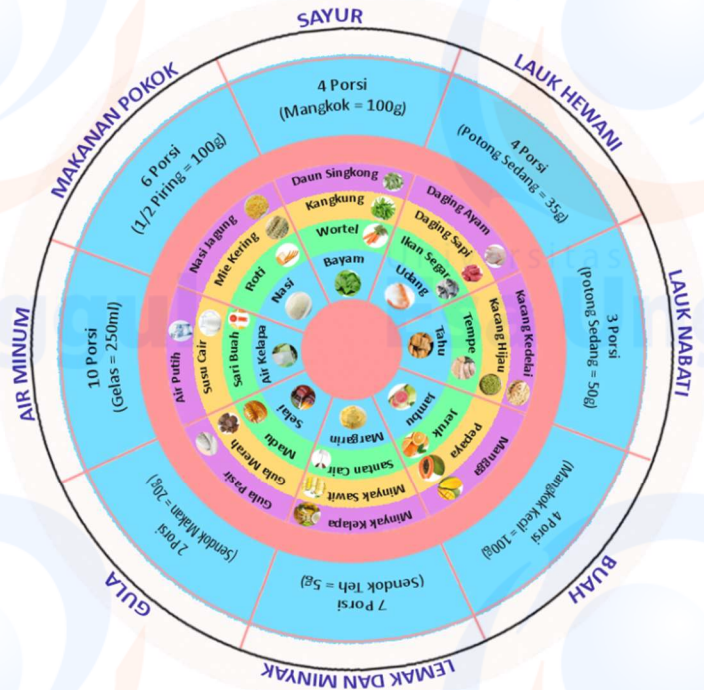 SAYUR
4 Porsi
(Mangkok = 100g)
Daun Singkong
Kangkung
Wortel
Bayam
LAUK HEWANI
4 Porsi
(Potong Sedang = 35g)
Daging Ayam
Daging Sapi
Ikan Segar
Udang
LAUK NABATI
3 Porsi
(Potong Sedang = 50g)
Kacang Kedelai
Kacang Hijau
Tempe
Tahu
BUAH
4 Porsi
(Mangkok Kecil = 100g)
Mangga
Pepaya
Jeruk
Jambu
LEMAK DAN MINYAK
7 Porsi
(Sendok Teh = 5g)
Minyak Kelapa
Minyak Sawit
Santan Cair
Margarin
GULA
2 Porsi
(Sendok Makan = 20g)
Gula Pasir
Gula Merah
Madu
Selai
AIR MINUM
10 Porsi
(Gelas = 250ml)
Air Putih
Susu Cair
Sari Buah
Air Kelapa
MAKANAN POKOK
6 Porsi
(1/2 Piring = 100g)
Nasi Jagung
Mie Kering
Roti
Nasi